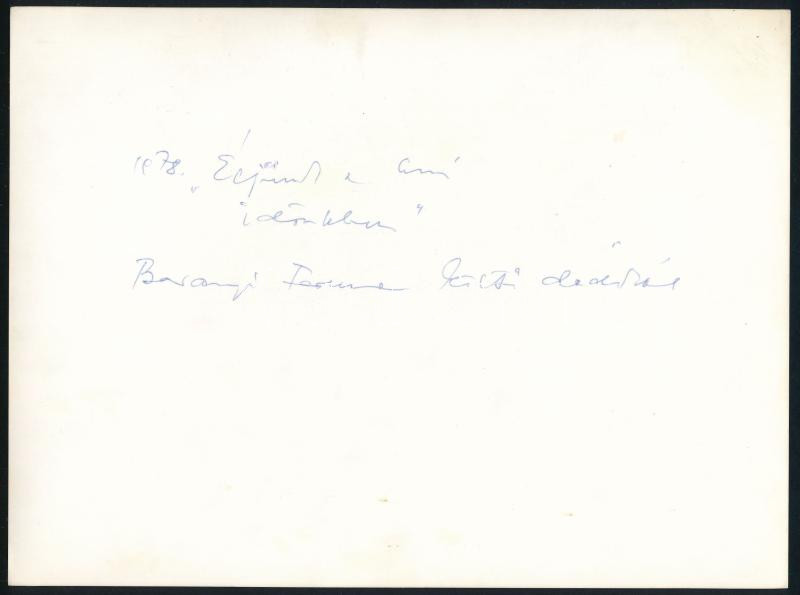 1978. „Éljünk a mi
időnkben"
Baranyi Ferenc költő dedikál